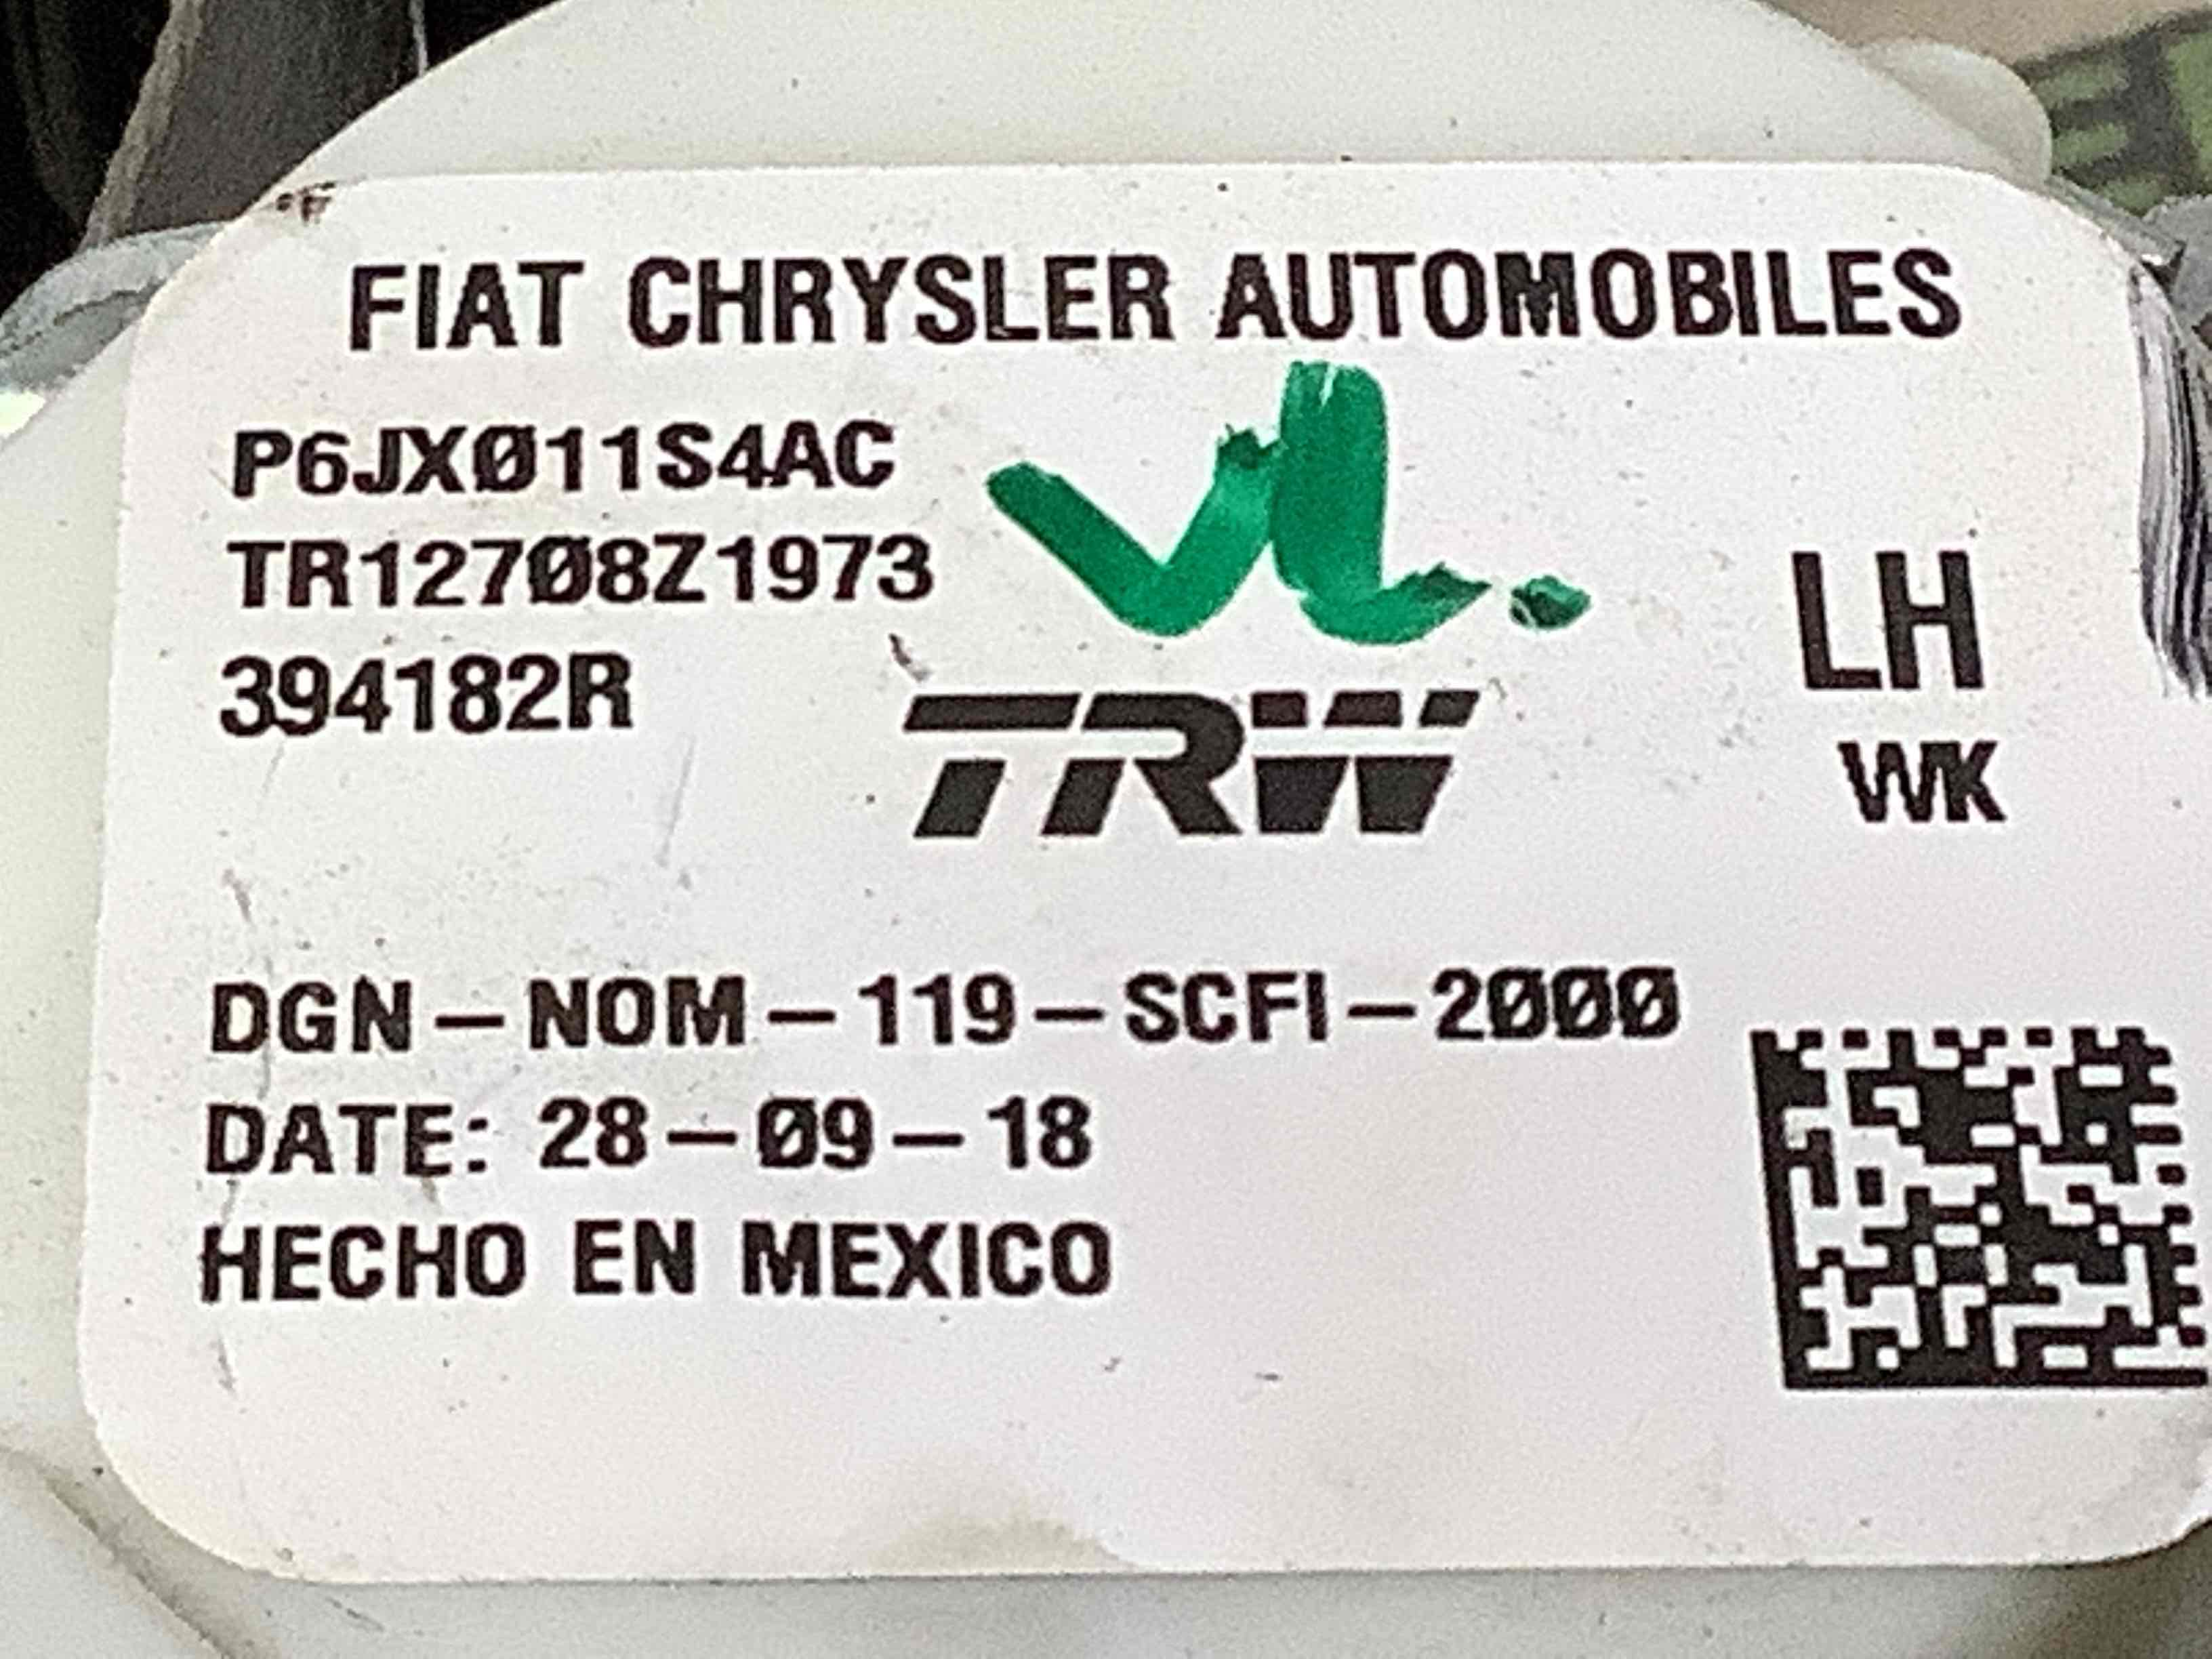 FIAT CHRYSLER AUTOMOBILES
P6JXØ11S4AC
TR127Ø8Z1973
394182R
TRW
LH
WK
DGN-NOM-119-SCFI-2ØØØ
DATE: 28-Ø9-18
HECHO EN MEXICO